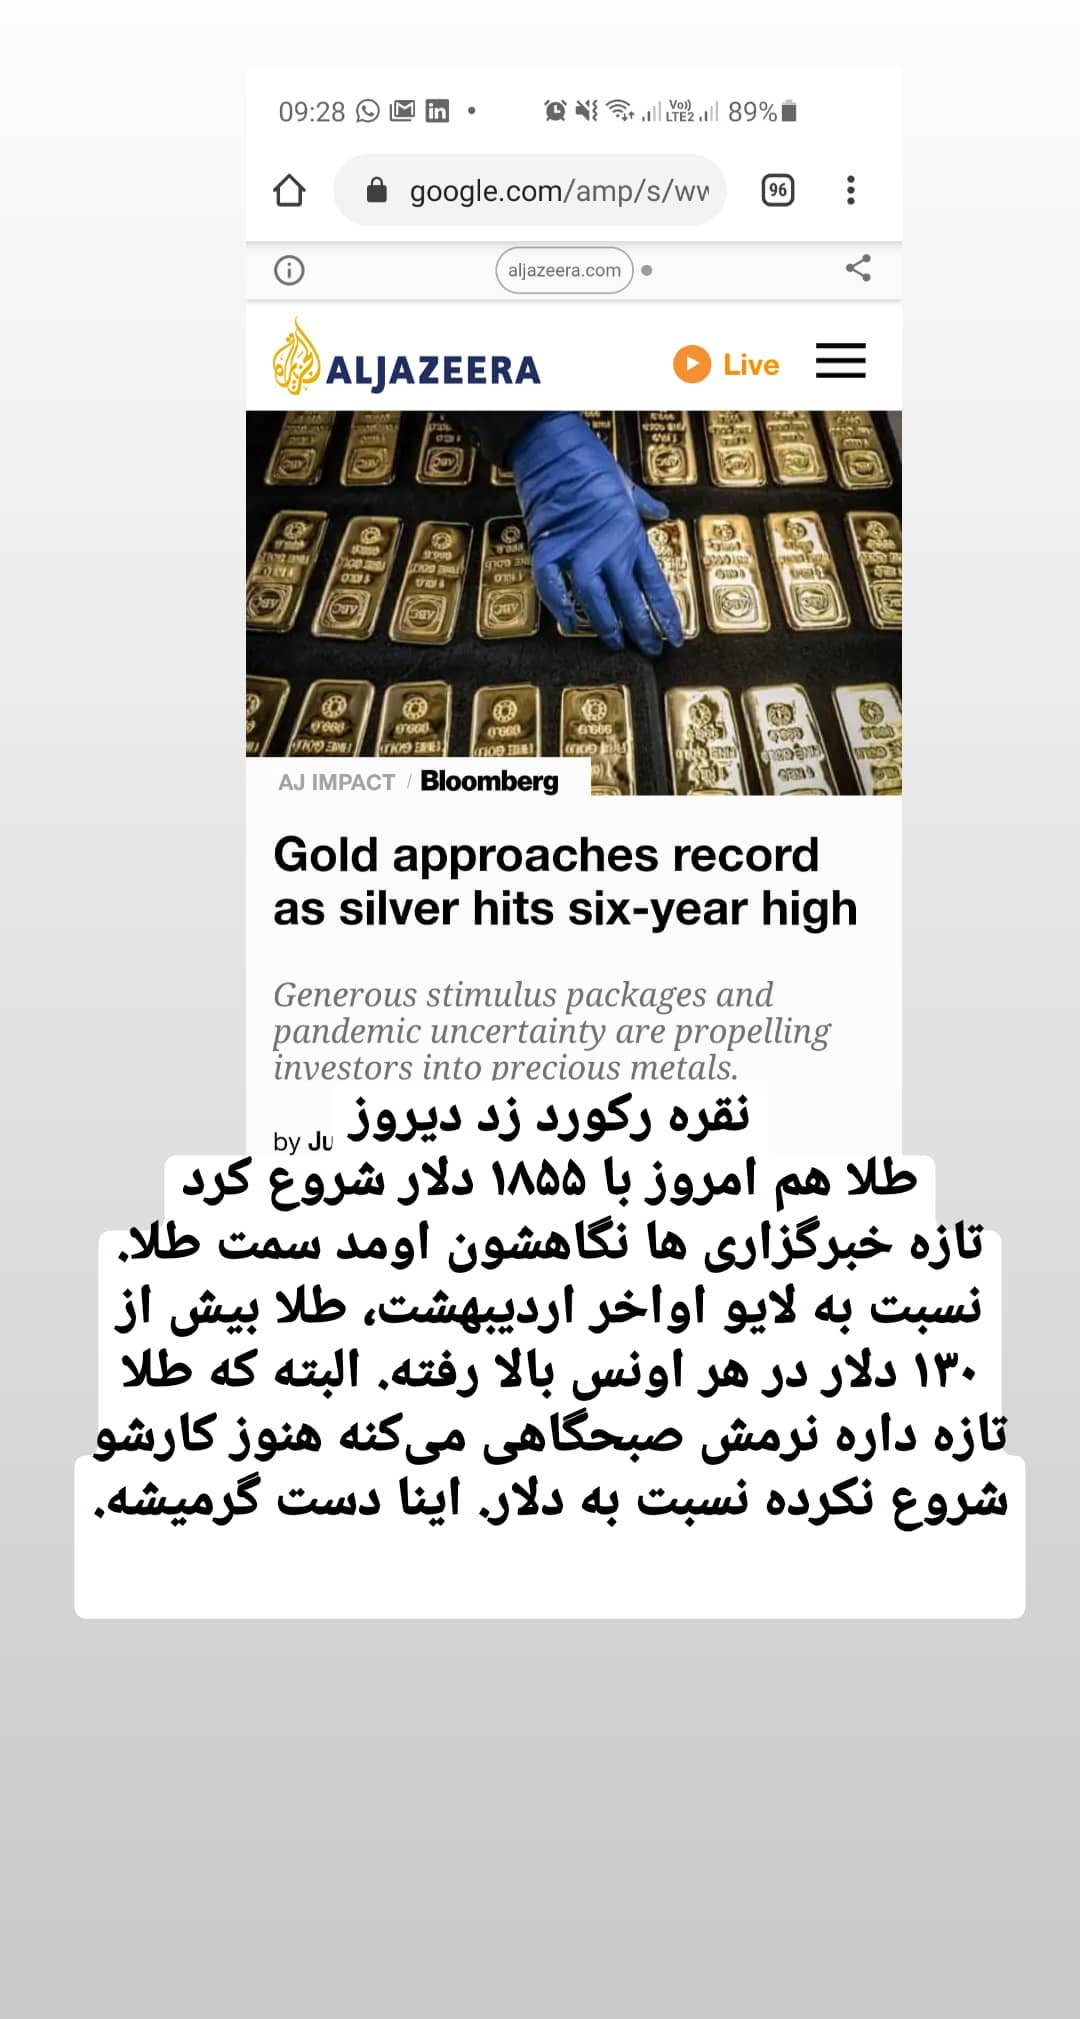 09:28
Vo))
LTE2
89%
google.com/amp/s/ww
96
aljazeera.com
ALJAZEERA
Live
AJ IMPACT / Bloomberg
Gold approaches record
as silver hits six-year high
Generous stimulus packages and
pandemic uncertainty are propelling
investors into precious metals.
by Ju
نقره رکورد زد دیروز
طلا هم امروز با ۱۸۵۵ دلار شروع کرد
تازه خبرگزاری ها نگاهشون اومد سمت طلا.
نسبت به لایو اواخر اردیبهشت، طلا بیش از
۱۳۰ دلار در هر اونس بالا رفته. البته که طلا
تازه داره نرمش صبحگاهی می‌کنه هنوز کارشو
شروع نکرده نسبت به دلار. اینا دست گرمیشه.